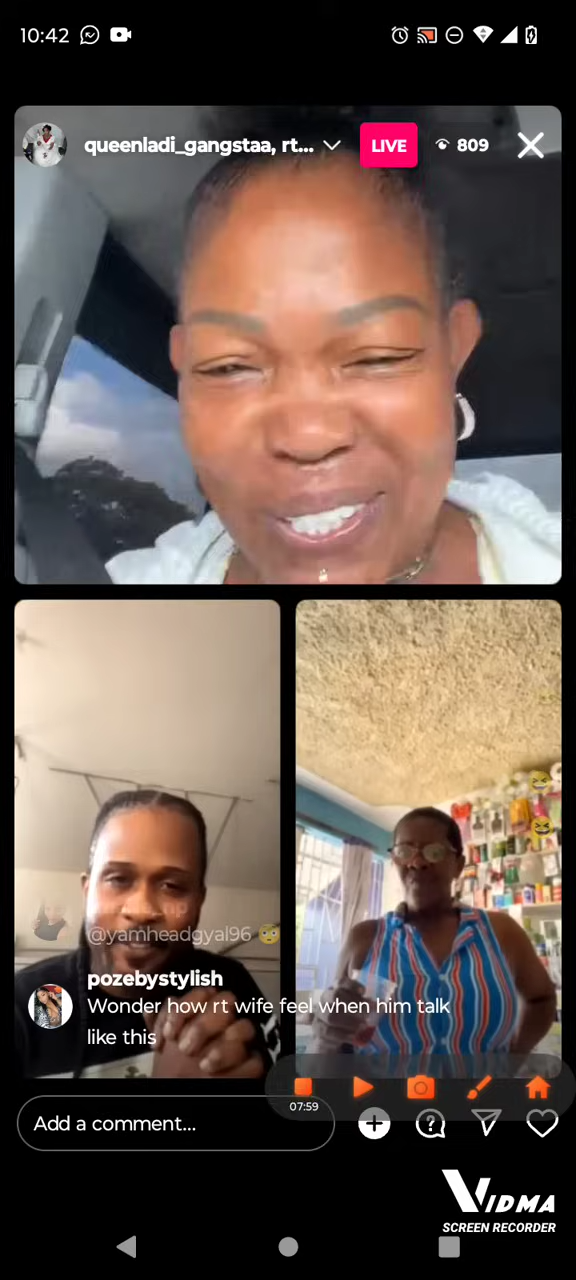 10:42
queenladi_gangstaa, rt...
LIVE
809
@yamheadgyal96
pozebystylish
Wonder how rt wife feel when him talk
like this
07:59
Add a comment...
VIDMA
SCREEN RECORDER